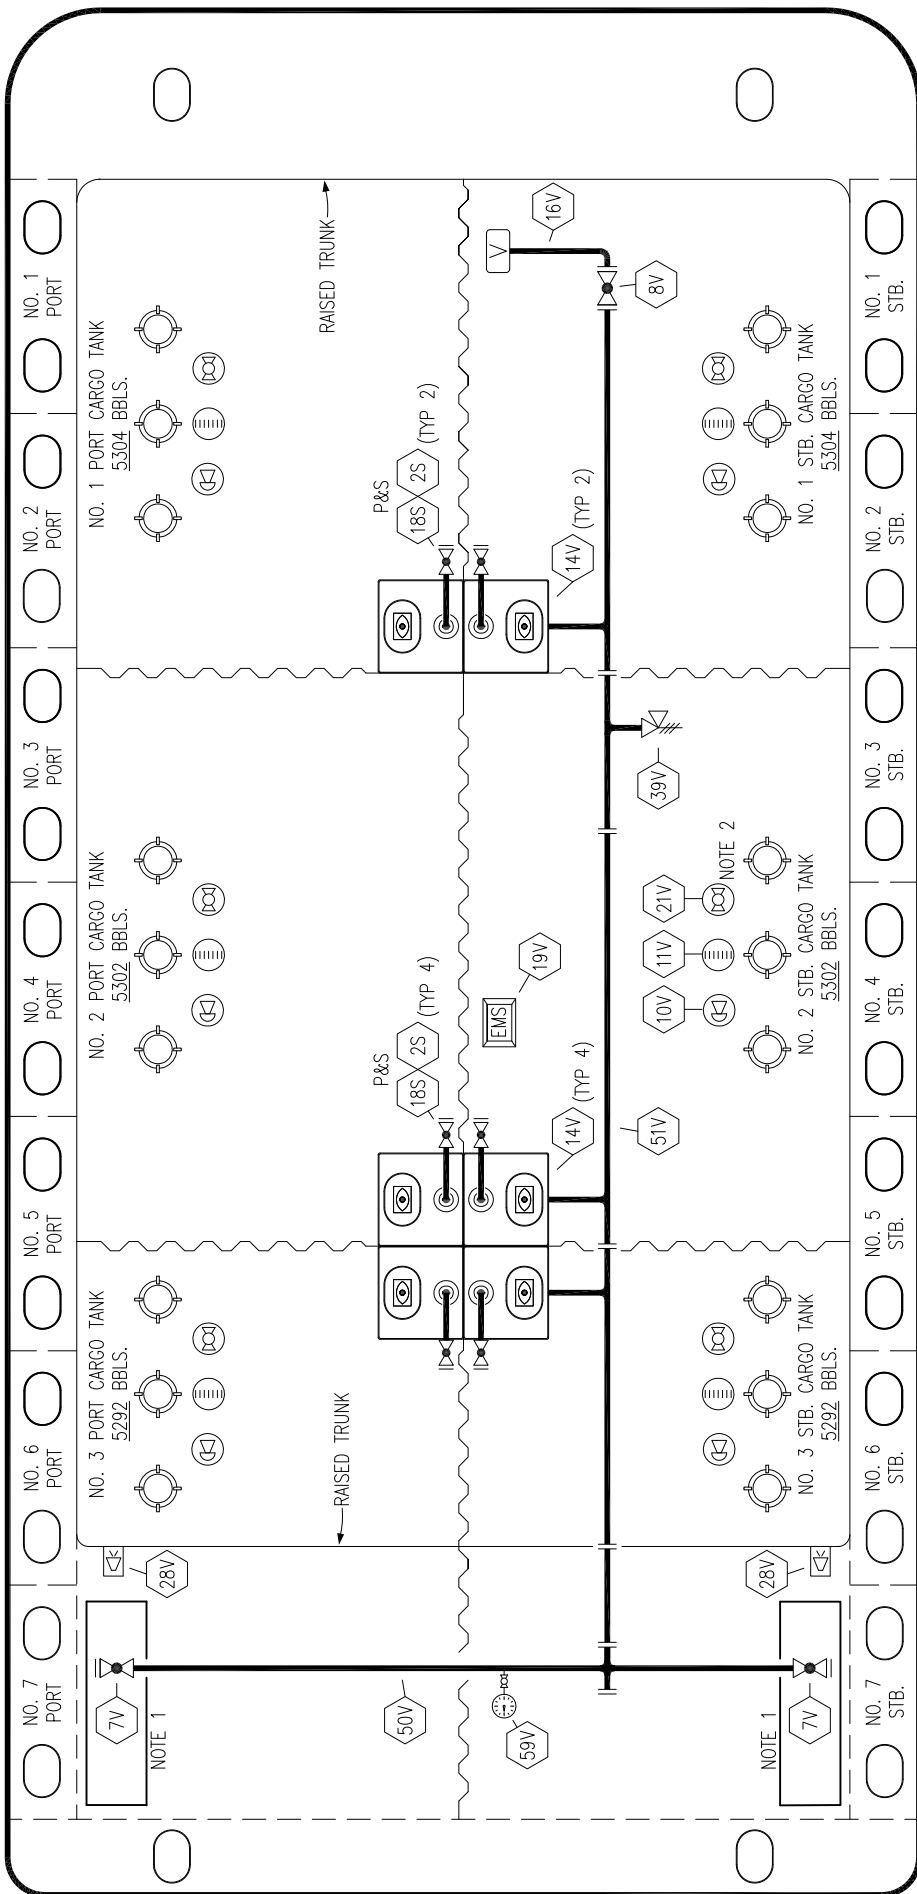 NO. 1
PORT
NO. 2
PORT
NO. 3
PORT
NO. 4
PORT
NO. 5
PORT
NO. 6
PORT
NO. 7
PORT
NO. 1 PORT CARGO TANK
5304 BBLS.
NO. 2 PORT CARGO TANK
5302 BBLS.
NO. 3 PORT CARGO TANK
5292 BBLS.
RAISED TRUNK
RAISED TRUNK
28V
7V
NOTE 1
P&S
18S 2S (TYP 2)
P&S
18S 2S (TYP 4)
V
16V
8V
14V (TYP 2)
39V
EMS
19V
14V (TYP 4)
51V
50V
59V
21V
11V
10V
NOTE 2
NO. 1 STB. CARGO TANK
5304 BBLS.
NO. 2 STB. CARGO TANK
5302 BBLS.
NO. 3 STB. CARGO TANK
5292 BBLS.
28V
7V
NOTE 1
NO. 1
STB.
NO. 2
STB.
NO. 3
STB.
NO. 4
STB.
NO. 5
STB.
NO. 6
STB.
NO. 7
STB.